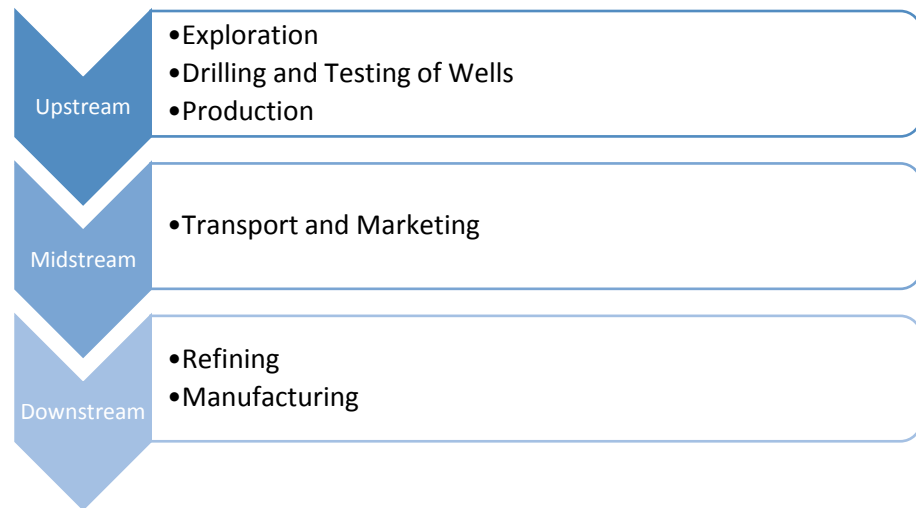 Upstream
•Exploration
•Drilling and Testing of Wells
•Production
Midstream
•Transport and Marketing
Downstream
•Refining
•Manufacturing